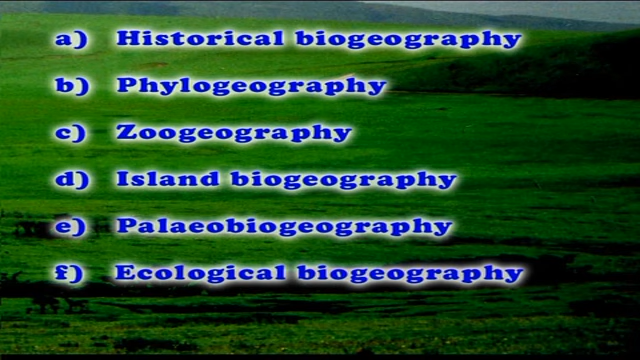 a) Historical biogeography
b) Phylogeography
c) Zoogeography
d) Island biogeography
e) Palaeobiogeography
f) Ecological biogeography